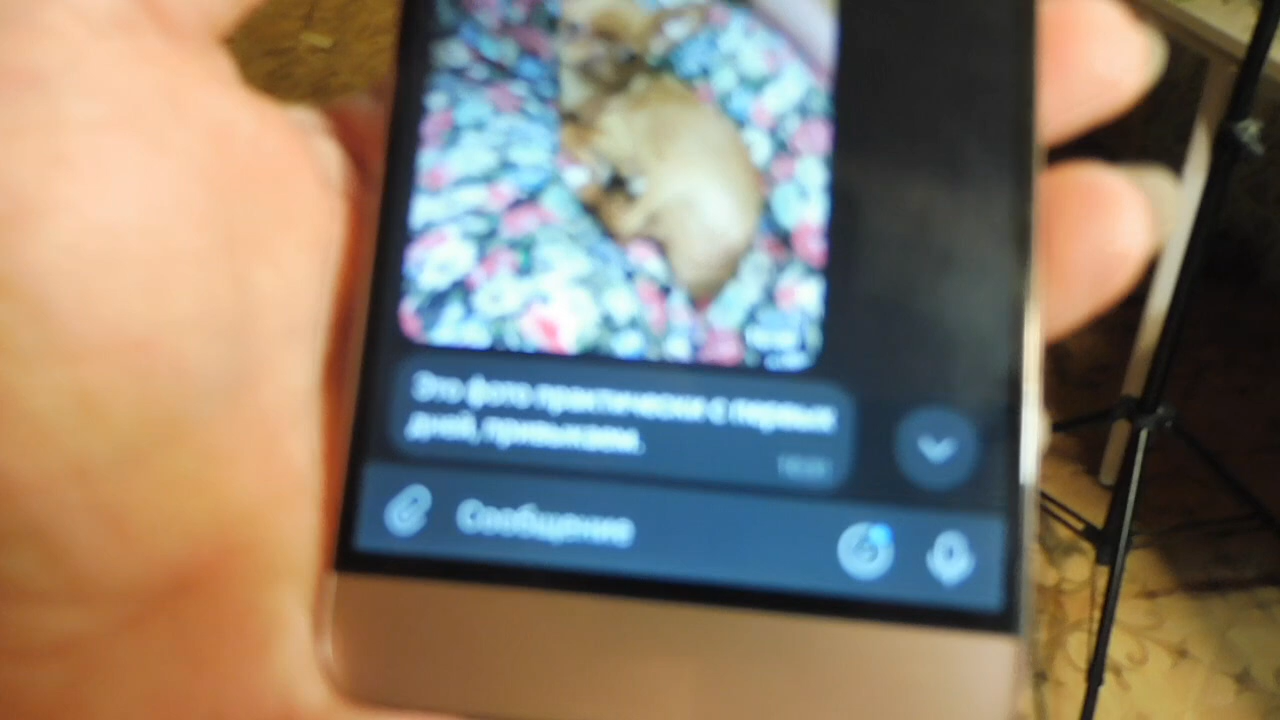 Это фото практически с первых
дней, привыкаем.
Сообщение